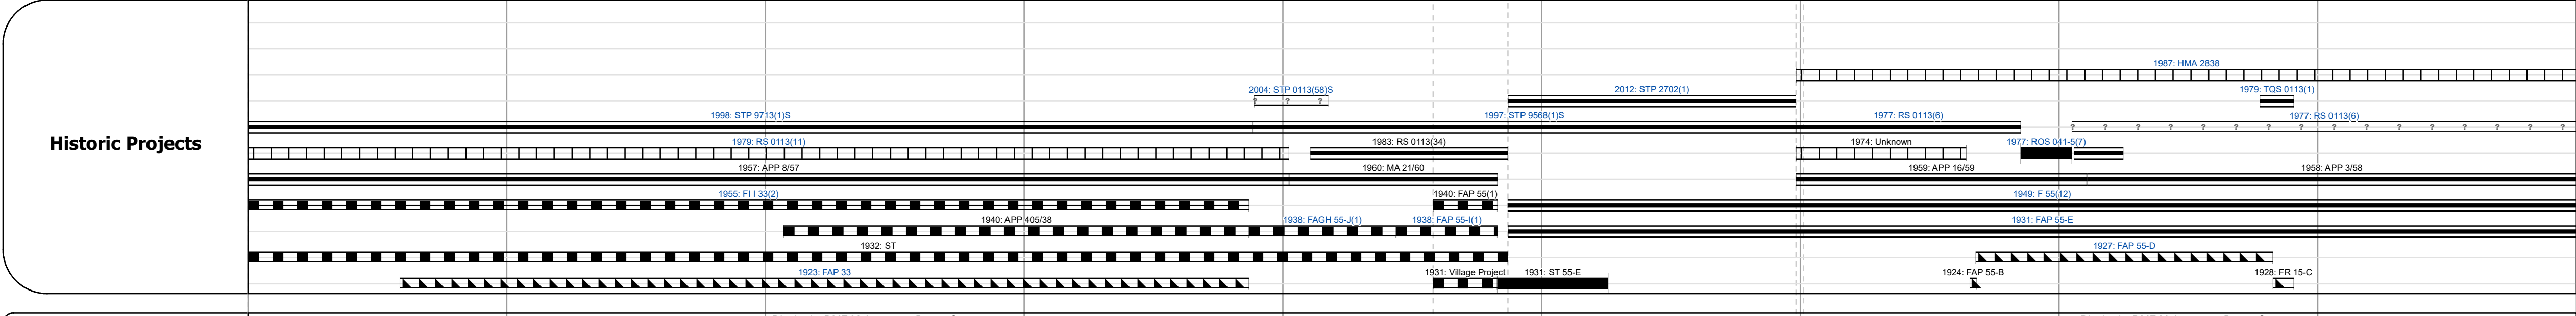 Historic Projects
1987: HMA 2838
2004: STP 0113(58)S
2012: STP 2702(1)
1979: TQS 0113(1)
1998: STP 9713(1)S
1997: STP 9568(1)S
1977: RS 0113(6)
1977: RS 0113(6)
? ? ?
? ? ? ? ? ? ? ? ? ? ? ? ?
1979: RS 0113(11)
1983: RS 0113(34)
1974: Unknown
1977: ROS 041-5(7)
1957: APP 8/57
1960: MA 21/60
1959: APP 16/59
1958: APP 3/58
1955: FI I 33(2)
1940: FAP 55(1)
1949: F 55(12)
1940: APP 405/38
1938: FAGH 55-J(1)
1938: FAP 55-I(1)
1931: FAP 55-E
1932: ST
1927: FAP 55-D
1923: FAP 33
1931: Village Project
1931: ST 55-E
1924: FAP 55-B
1928: FR 15-C